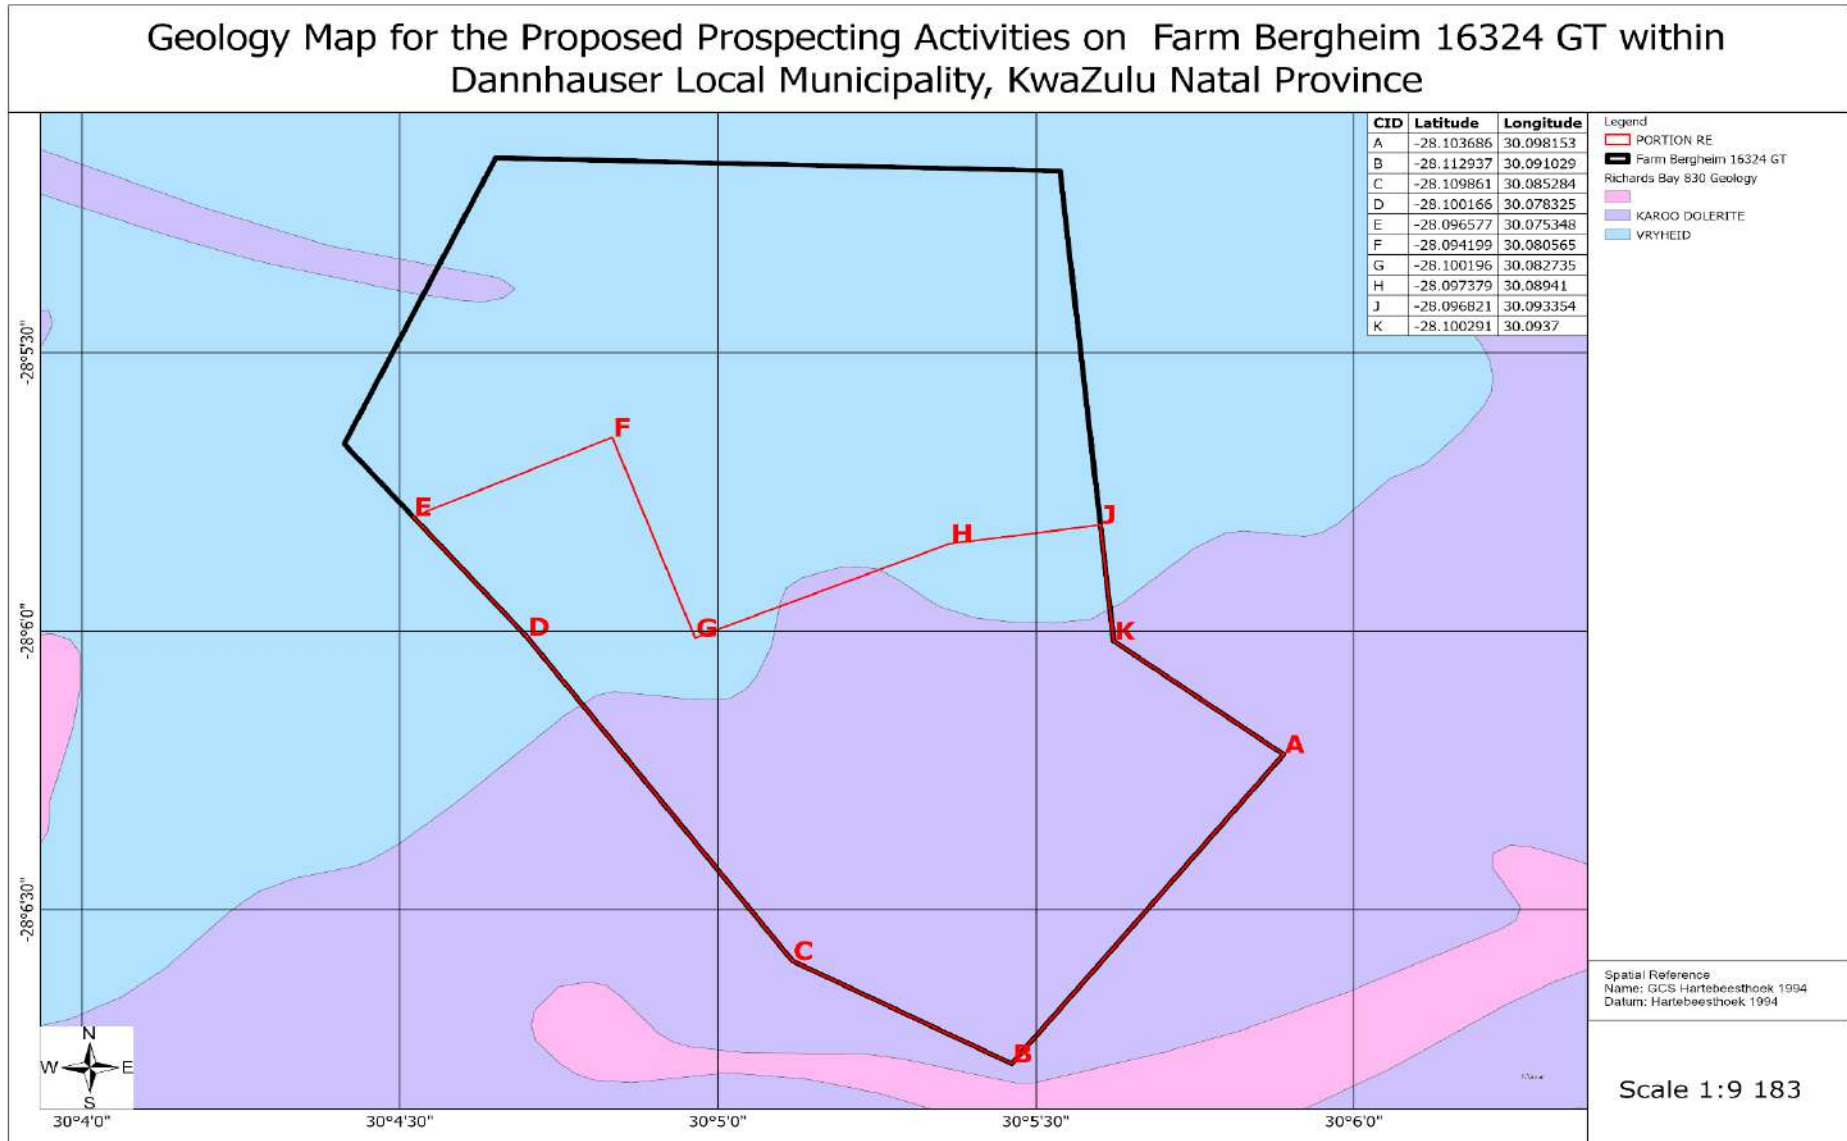 Geology Map for the Proposed Prospecting Activities on Farm Bergheim 16324 GT within
Dannhauser Local Municipality, KwaZulu Natal Province
CID Latitude Longitude
A -28.103686 30.098153
B -28.112937 30.091029
C -28.109861 30.085284
D -28.100166 30.078325
E -28.096577 30.075348
F -28.094199 30.080565
G -28.100196 30.082735
H -28.097379 30.08941
J -28.096821 30.093354
K -28.100291 30.0937
Legend
PORTION RE
Farm Bergheim 16324 GT
Richards Bay 830 Geology
KAROO DOLERITE
VRYHEID
-28°5'30"
-28°6'0"
-28°6'30"
F
E
J
H
D
G
K
A
C
B
N
W E
S
30°4'0" 30°4'30" 30°5'0" 30°5'30" 30°6'0"
Spatial Reference
Name: GCS Hartebeesthoek 1994
Datum: Hartebeesthoek 1994
Scale 1:9 183